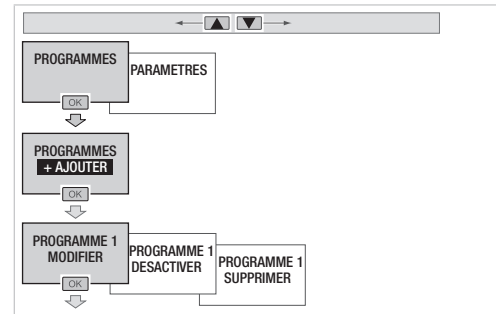 PROGRAMMES
PARAMETRES
OK
PROGRAMMES
+ AJOUTER
OK
PROGRAMME 1
MODIFIER
PROGRAMME 1
DESACTIVER
PROGRAMME 1
SUPPRIMER
OK